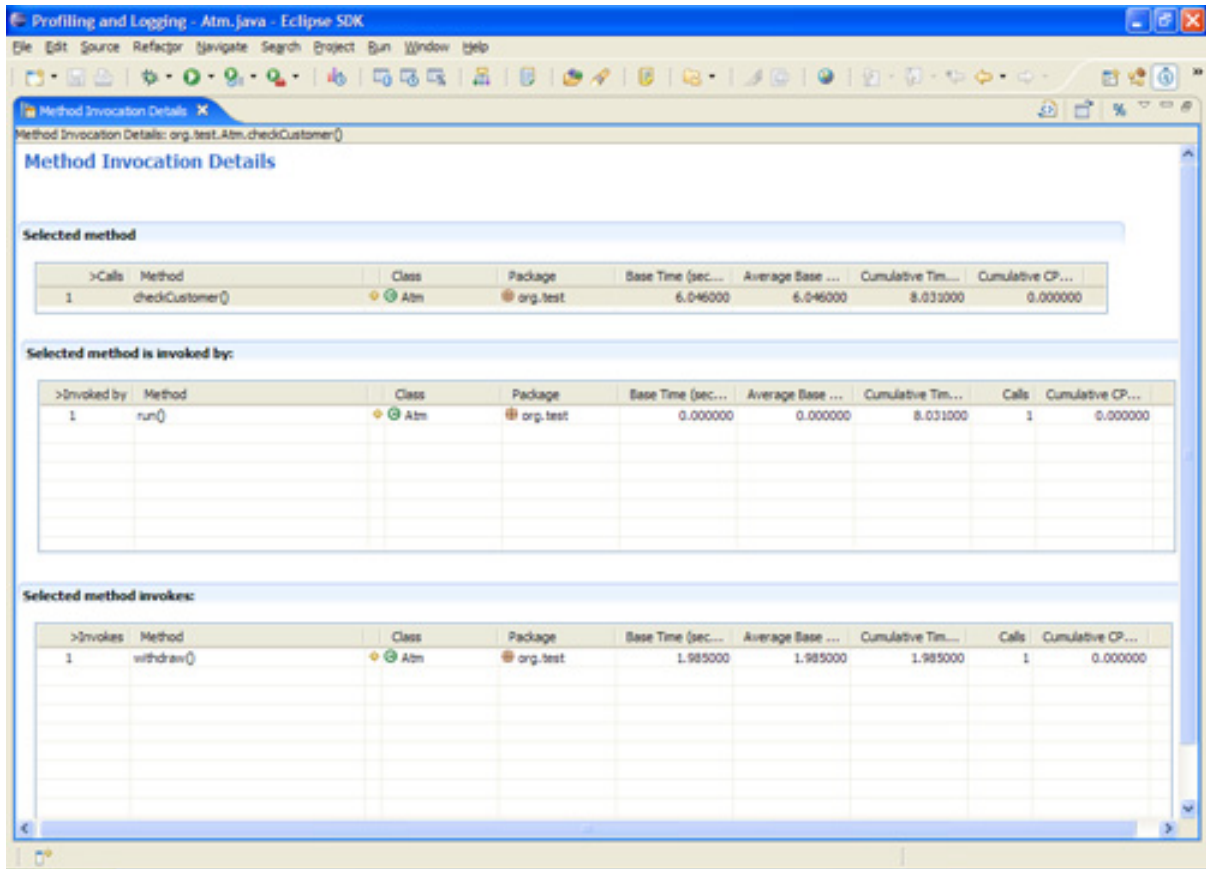 Profiling and Logging - Atm.java - Eclipse SDK
File Edit Source Refactor Navigate Search Project Run Window Help
Method Invocation Details
Method Invocation Details: org.test.Atm.checkCustomer()
Method Invocation Details
Selected method
>Calls Method Class Package Base Time (sec... Average Base ... Cumulative Tim... Cumulative CP...
1 checkCustomer() Atm org.test 6.046000 6.046000 8.031000 0.000000
Selected method is invoked by:
>Invoked by Method Class Package Base Time (sec... Average Base ... Cumulative Tim... Calls Cumulative CP...
1 run() Atm org.test 0.000000 0.000000 8.031000 1 0.000000
Selected method invokes:
>Invokes Method Class Package Base Time (sec... Average Base ... Cumulative Tim... Calls Cumulative CP...
1 withdraw() Atm org.test 1.985000 1.985000 1.985000 1 0.000000